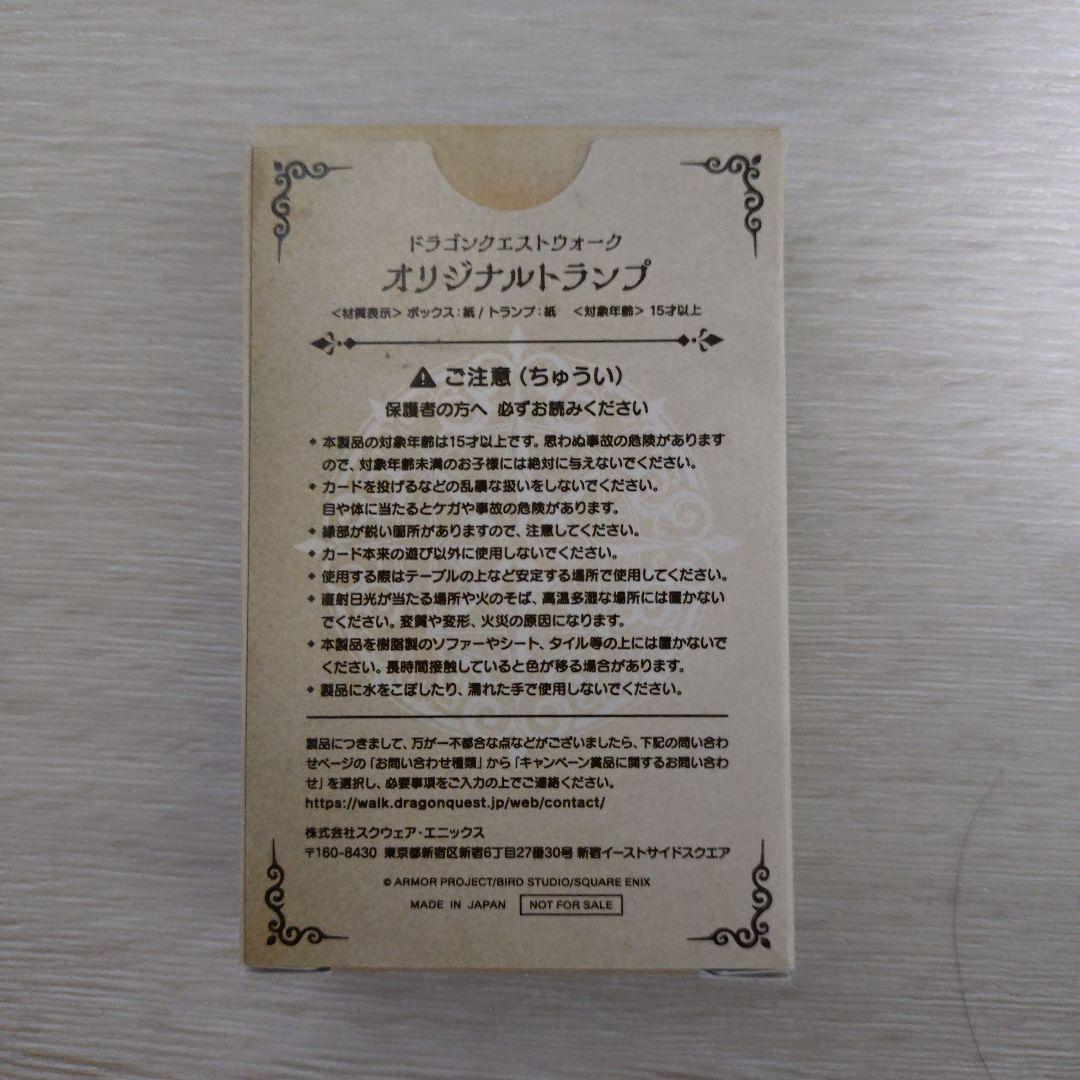 ドラゴンクエストウォーク
オリジナルトランプ
<材質表示> ボックス：紙 / トランプ：紙　<対象年齢> 15才以上
ご注意（ちゅうい）
保護者の方へ 必ずお読みください
◆ 本製品の対象年齢は15才以上です。思わぬ事故の危険があります
ので、対象年齢未満のお子様には絶対に与えないでください。
◆ カードを投げるなどの乱暴な扱いをしないでください。
目や体に当たるとケガや事故の危険があります。
◆ 縁部が鋭い箇所がありますので、注意してください。
◆ カード本来の遊び以外に使用しないでください。
◆ 使用する際はテーブルの上など安定する場所で使用してください。
◆ 直射日光が当たる場所や火のそば、高温多湿な場所には置かない
でください。変質や変形、火災の原因になります。
◆ 本製品を樹脂製のソファーやシート、タイル等の上には置かないで
ください。長時間接触していると色が移る場合があります。
◆ 製品に水をこぼしたり、濡れた手で使用しないでください。
製品につきまして、万が一不都合な点などがございましたら、下記の問い合わ
せページの「お問い合わせ種類」から「キャンペーン賞品に関するお問い合わ
せ」を選択し、必要事項をご入力の上でご連絡ください。
https://walk.dragonquest.jp/web/contact/
株式会社スクウェア・エニックス
〒160-8430 東京都新宿区新宿6丁目27番30号 新宿イーストサイドスクエア
© ARMOR PROJECT/BIRD STUDIO/SQUARE ENIX
MADE IN JAPAN NOT FOR SALE